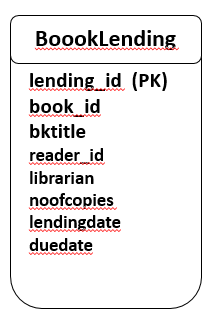 BoookLending
lending_id (PK)
book_id
bktitle
reader_id
librarian
noofcopies
lendingdate
duedate